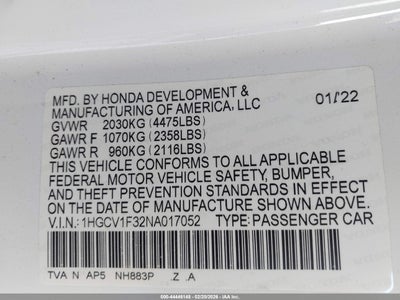 MFD. BY HONDA DEVELOPMENT &
MANUFACTURING OF AMERICA, LLC 01/22
GVWR 2030KG (4475LBS)
GAWR F 1070KG (2358LBS)
GAWR R 960KG (2116LBS)
THIS VEHICLE CONFORMS TO ALL APPLICABLE
FEDERAL MOTOR VEHICLE SAFETY, BUMPER,
AND THEFT PREVENTION STANDARDS IN EFFECT
ON THE DATE OF MANUFACTURE SHOWN ABOVE.
V.I.N.: 1HGCV1F32NA017052 TYPE: PASSENGER CAR
TVA N AP5 NH883P .Z .A